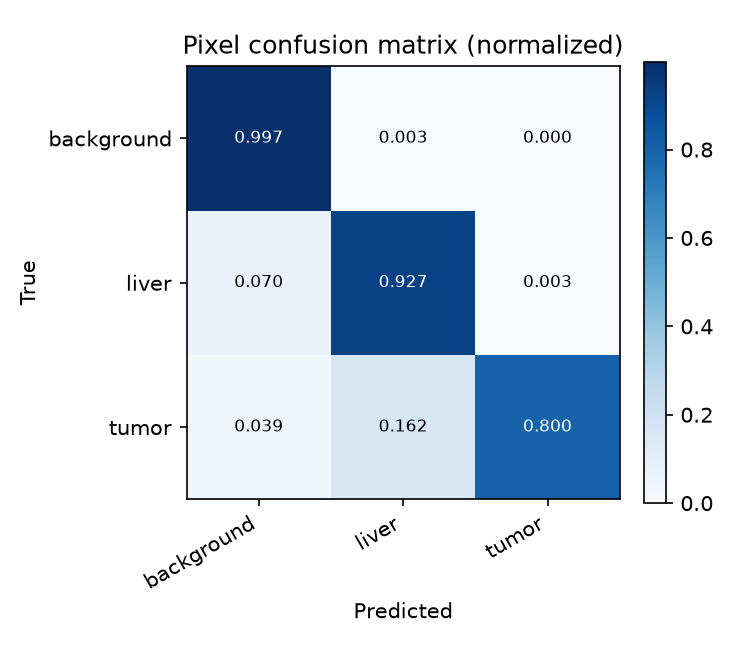 Pixel confusion matrix (normalized)
background 0.997 0.003 0.000
liver 0.070 0.927 0.003
tumor 0.039 0.162 0.800
True
background liver tumor
Predicted
0.8
0.6
0.4
0.2
0.0